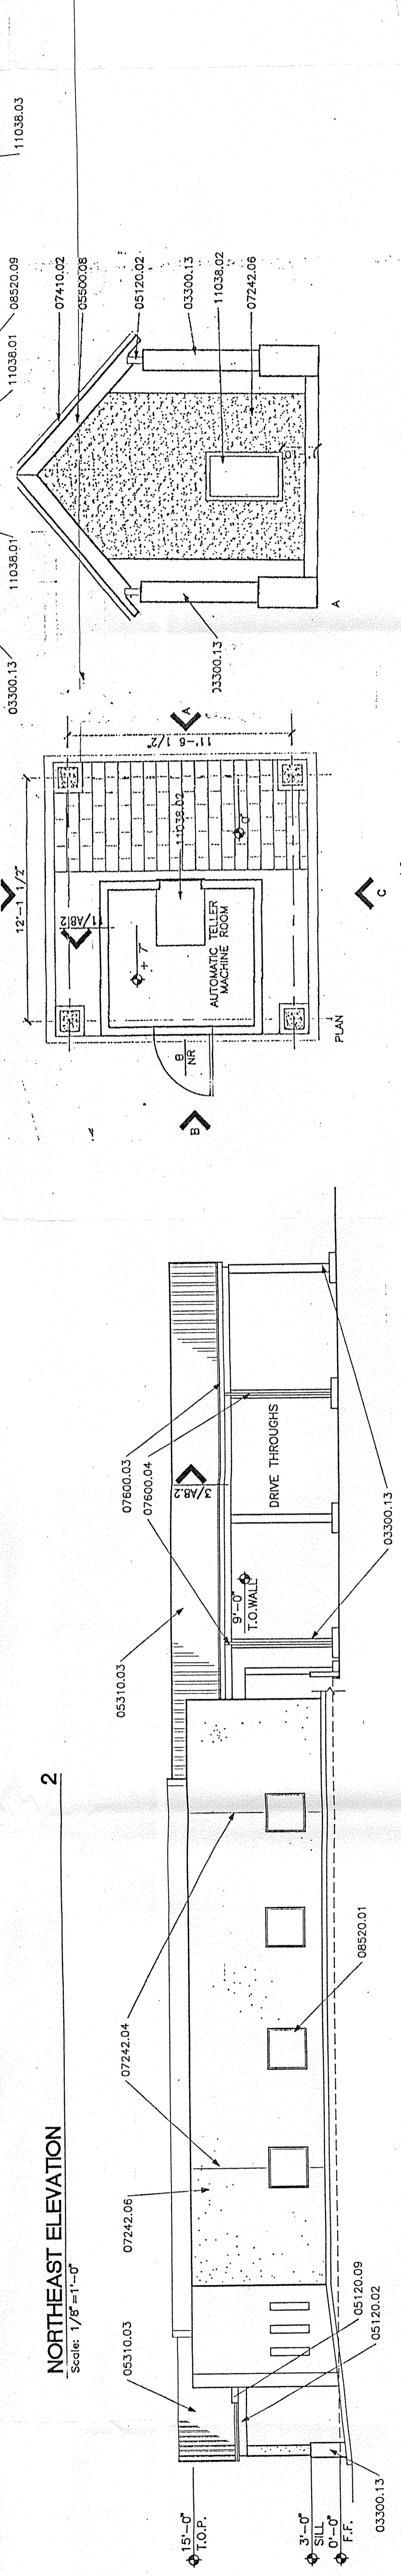 NORTHEAST ELEVATION
Scale: 1/8"=1'-0"
2
05310.03
07242.06
07242.04
05310.03
07600.03
07600.04
3/A8.2
15'-0"
T.O.P.
3'-0"
SILL
0'-0"
F.F.
03300.13
05120.02
05120.09
08520.01
9'-0"
T.O.WALL
DRIVE THROUGHS
03300.13
12'-1 1/2"
11'-6 1/2"
1/A8.2
+ 7"
11038.02
0"
AUTOMATIC TELLER
MACHINE ROOM
8
NR
PLAN
A
B
C
03300.13
11038.01
11038.01
08520.09
11038.03
07410.02
05500.08
05120.02
03300.13
11038.02
07242.06
03300.13
A